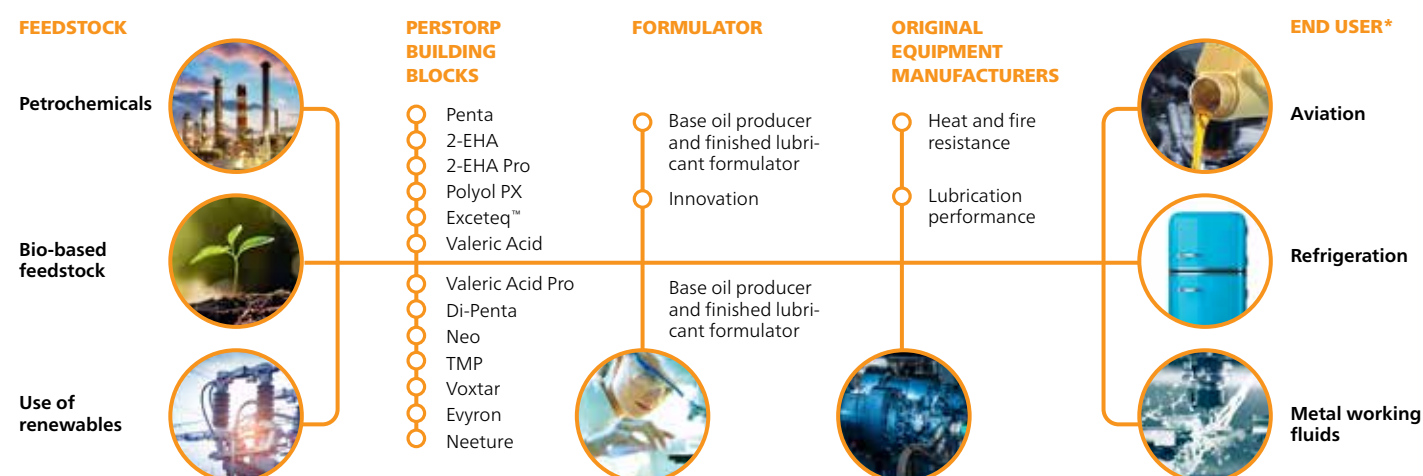 FEEDSTOCK
Petrochemicals
Bio-based
feedstock
Use of
renewables
PERSTORP
BUILDING
BLOCKS
Penta
2-EHA
2-EHA Pro
Polyol PX
Exceteq™
Valeric Acid
Valeric Acid Pro
Di-Penta
Neo
TMP
Voxtar
Evyron
Neeture
FORMULATOR
Base oil producer
and finished lubri-
cant formulator
Innovation
Base oil producer
and finished lubri-
cant formulator
ORIGINAL
EQUIPMENT
MANUFACTURERS
Heat and fire
resistance
Lubrication
performance
END USER*
Aviation
Refrigeration
Metal working
fluids